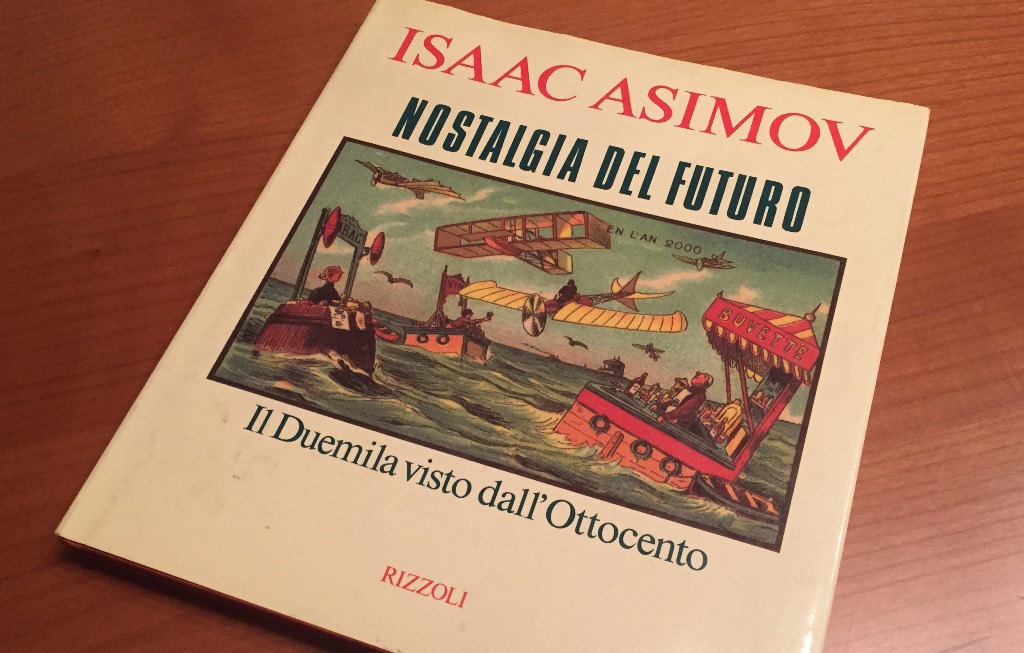 ISAAC ASIMOV
NOSTALGIA DEL FUTURO
EN L'AN 2000
BUVETTE
Il Duemila visto dall'Ottocento
RIZZOLI